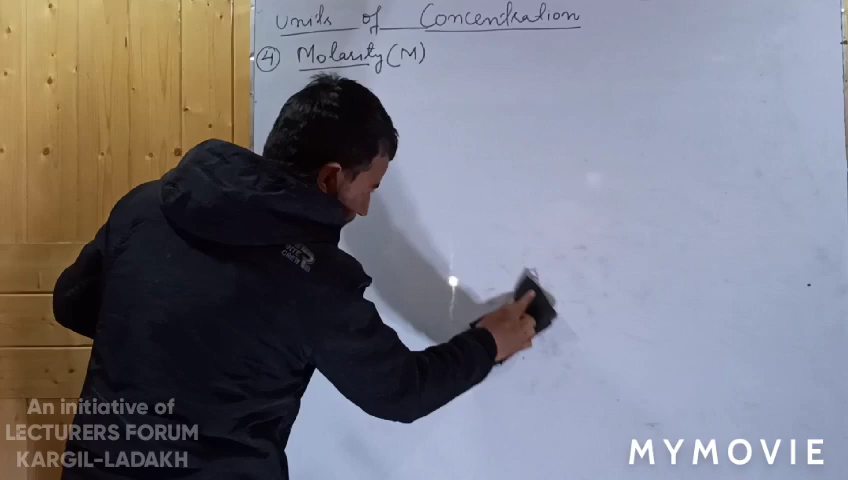 Units of Concentration
④ Molarity (M)
An initiative of
LECTURERS FORUM
KARGIL-LADAKH
MYMOVIE